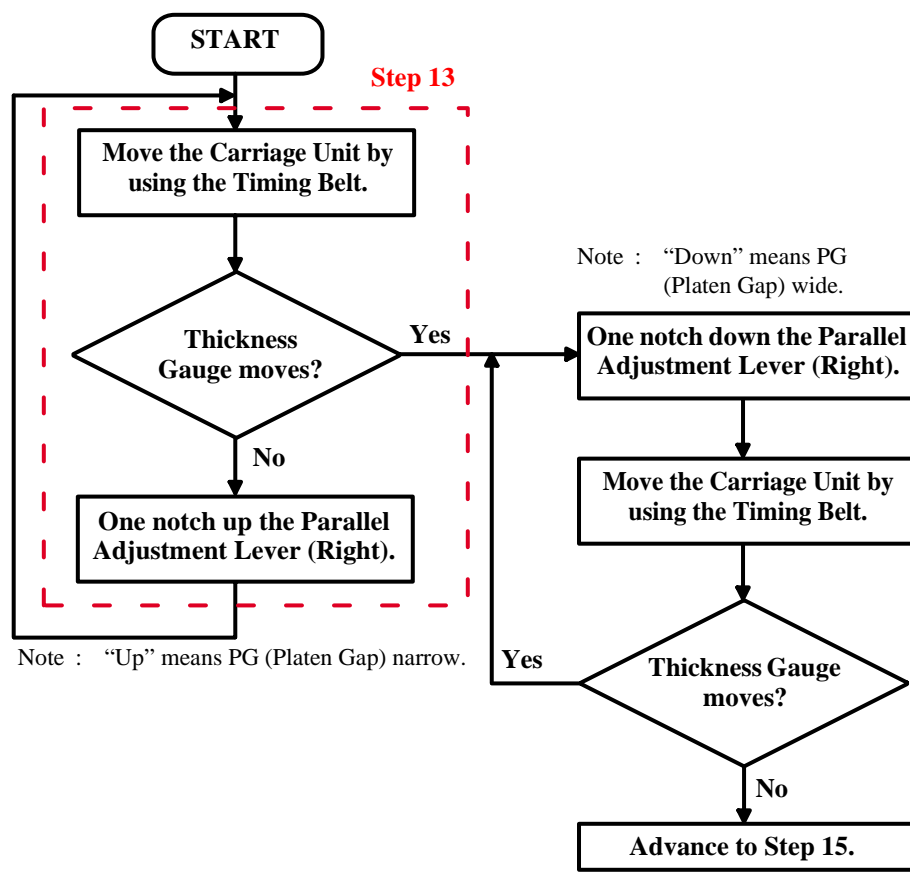 START
Step 13
Move the Carriage Unit by
using the Timing Belt.
Thickness
Gauge moves?
Yes
No
One notch up the Parallel
Adjustment Lever (Right).
Note : “Up” means PG (Platen Gap) narrow.
Note : “Down” means PG
(Platen Gap) wide.
One notch down the Parallel
Adjustment Lever (Right).
Move the Carriage Unit by
using the Timing Belt.
Thickness Gauge
moves?
Yes
No
Advance to Step 15.